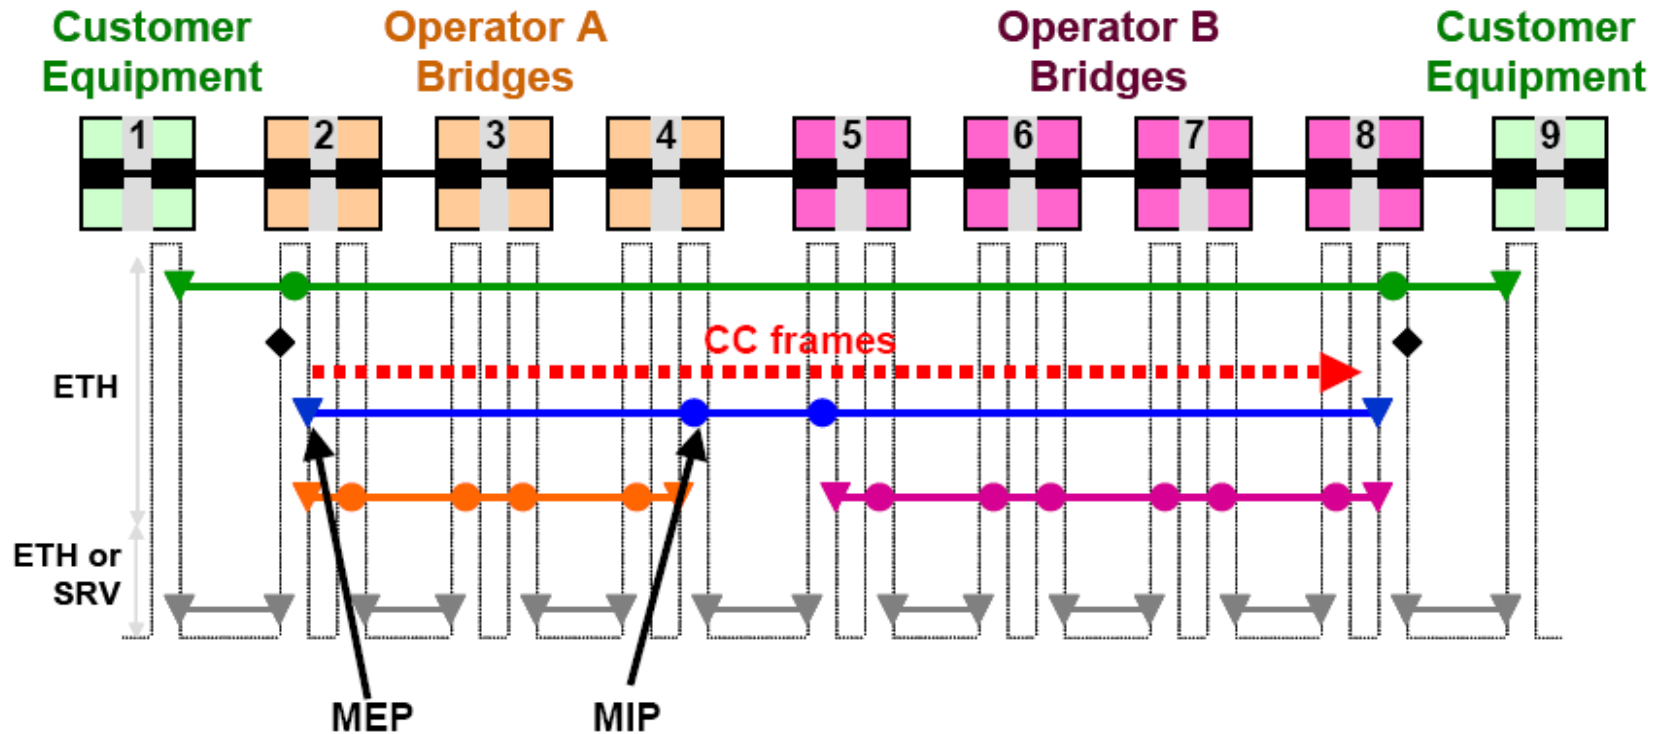 Customer
Equipment
Operator A
Bridges
Operator B
Bridges
Customer
Equipment
1
2
3
4
5
6
7
8
9
CC frames
ETH
ETH or
SRV
MEP
MIP